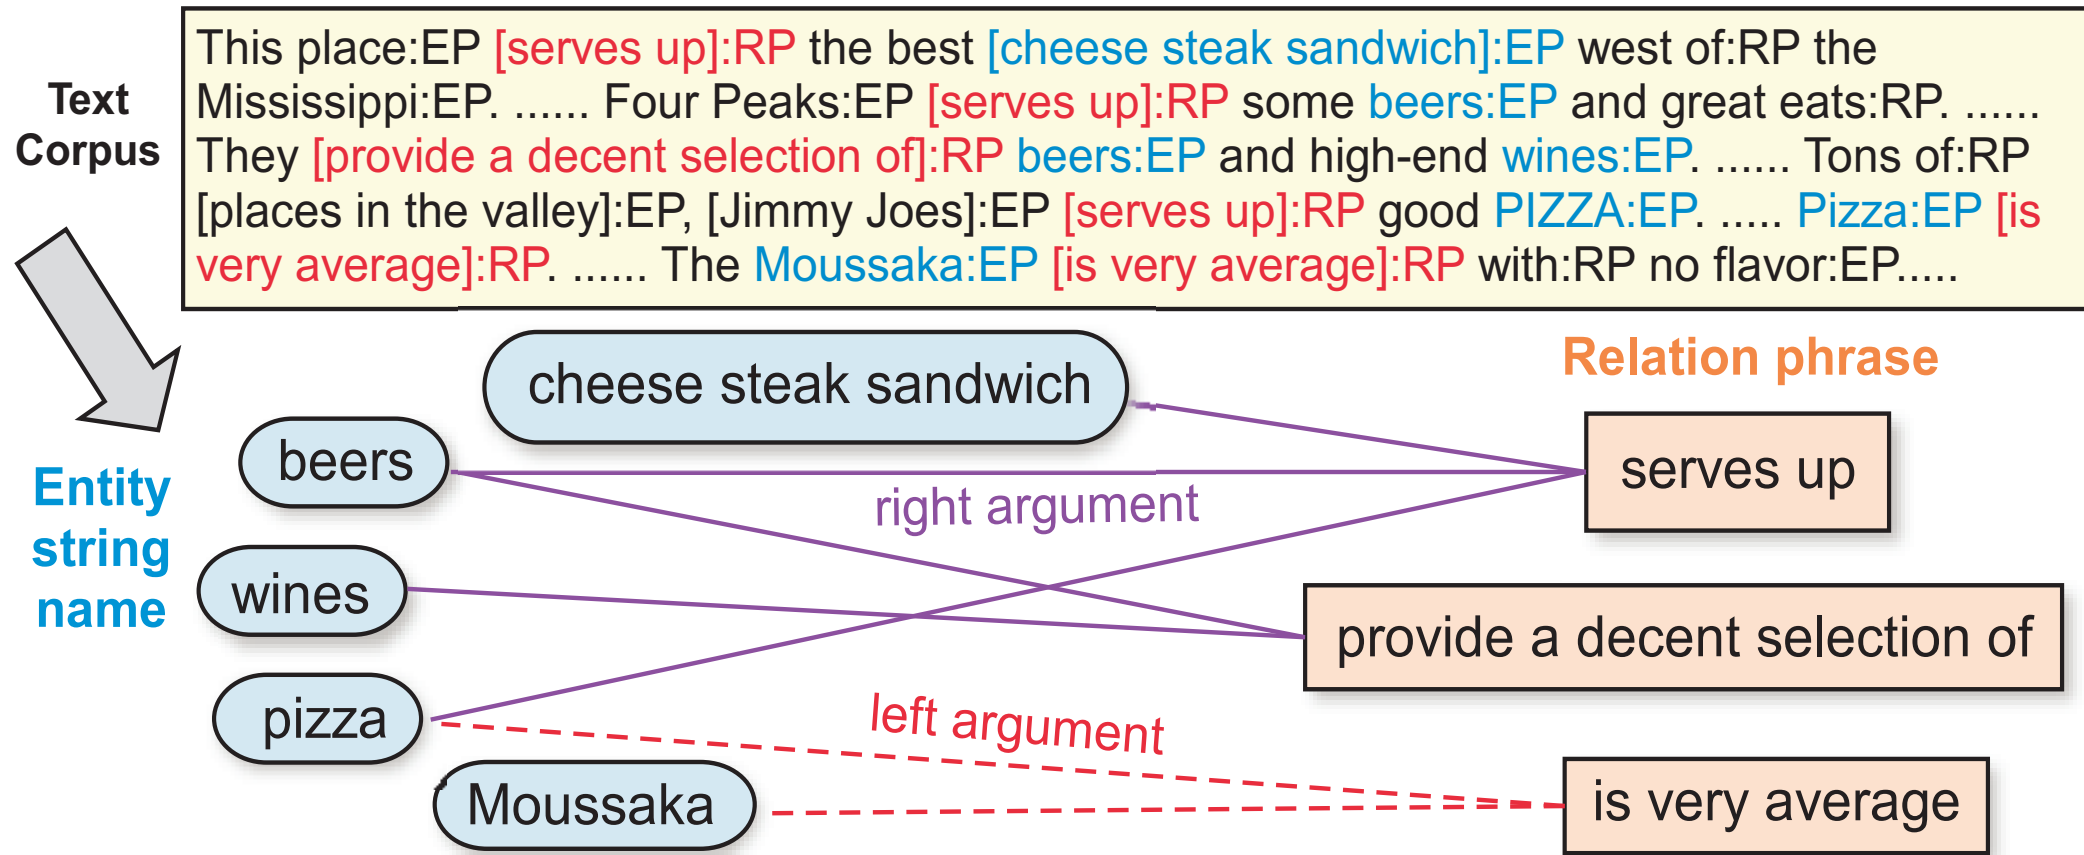 This place:EP [serves up]:RP the best [cheese steak sandwich]:EP west of:RP the
Mississippi:EP. ...... Four Peaks:EP [serves up]:RP some beers:EP and great eats:RP. ......
They [provide a decent selection of]:RP beers:EP and high-end wines:EP. ...... Tons of:RP
[places in the valley]:EP, [Jimmy Joes]:EP [serves up]:RP good PIZZA:EP. ..... Pizza:EP [is
very average]:RP. ...... The Moussaka:EP [is very average]:RP with:RP no flavor:EP.....
Text
Corpus
Relation phrase
cheese steak sandwich
beers
serves up
Entity
string
name
right argument
wines
provide a decent selection of
pizza
left argument
Moussaka
is very average